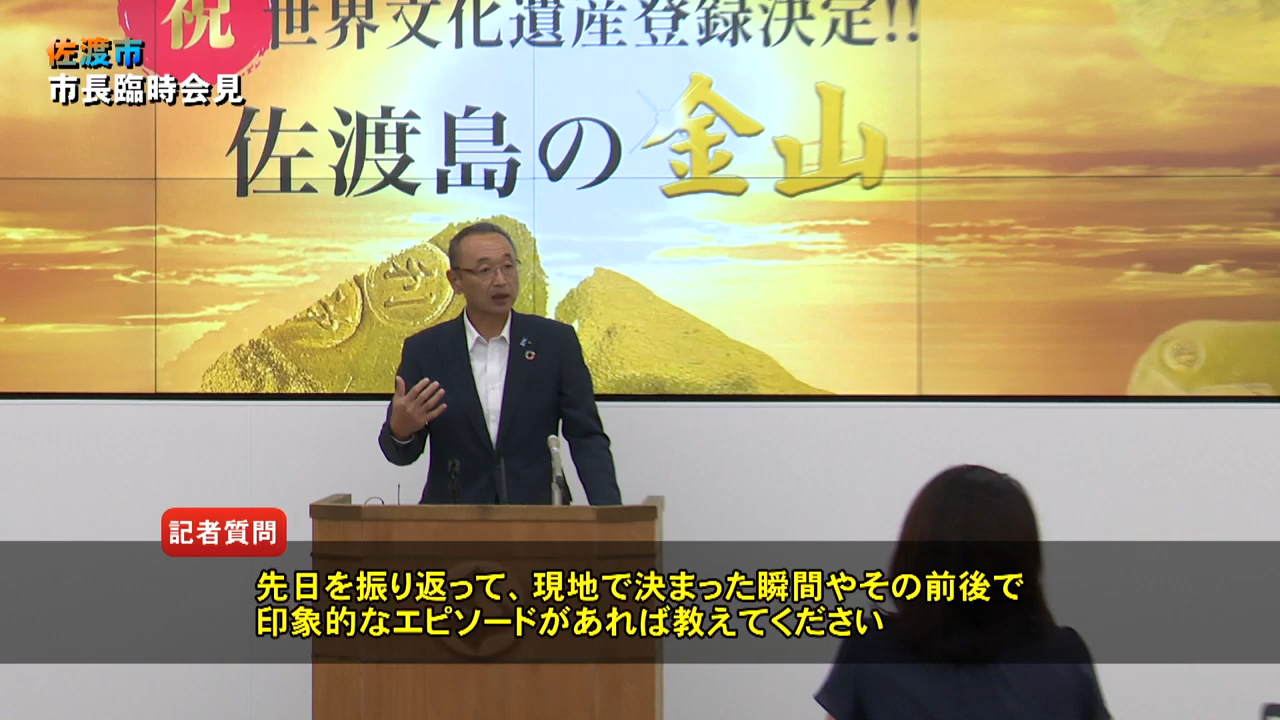 祝 世界文化遺産登録決定!!
佐渡市
市長臨時会見
佐渡島の金山
記者質問
先日を振り返って、現地で決まった瞬間やその前後で
印象的なエピソードがあれば教えてください